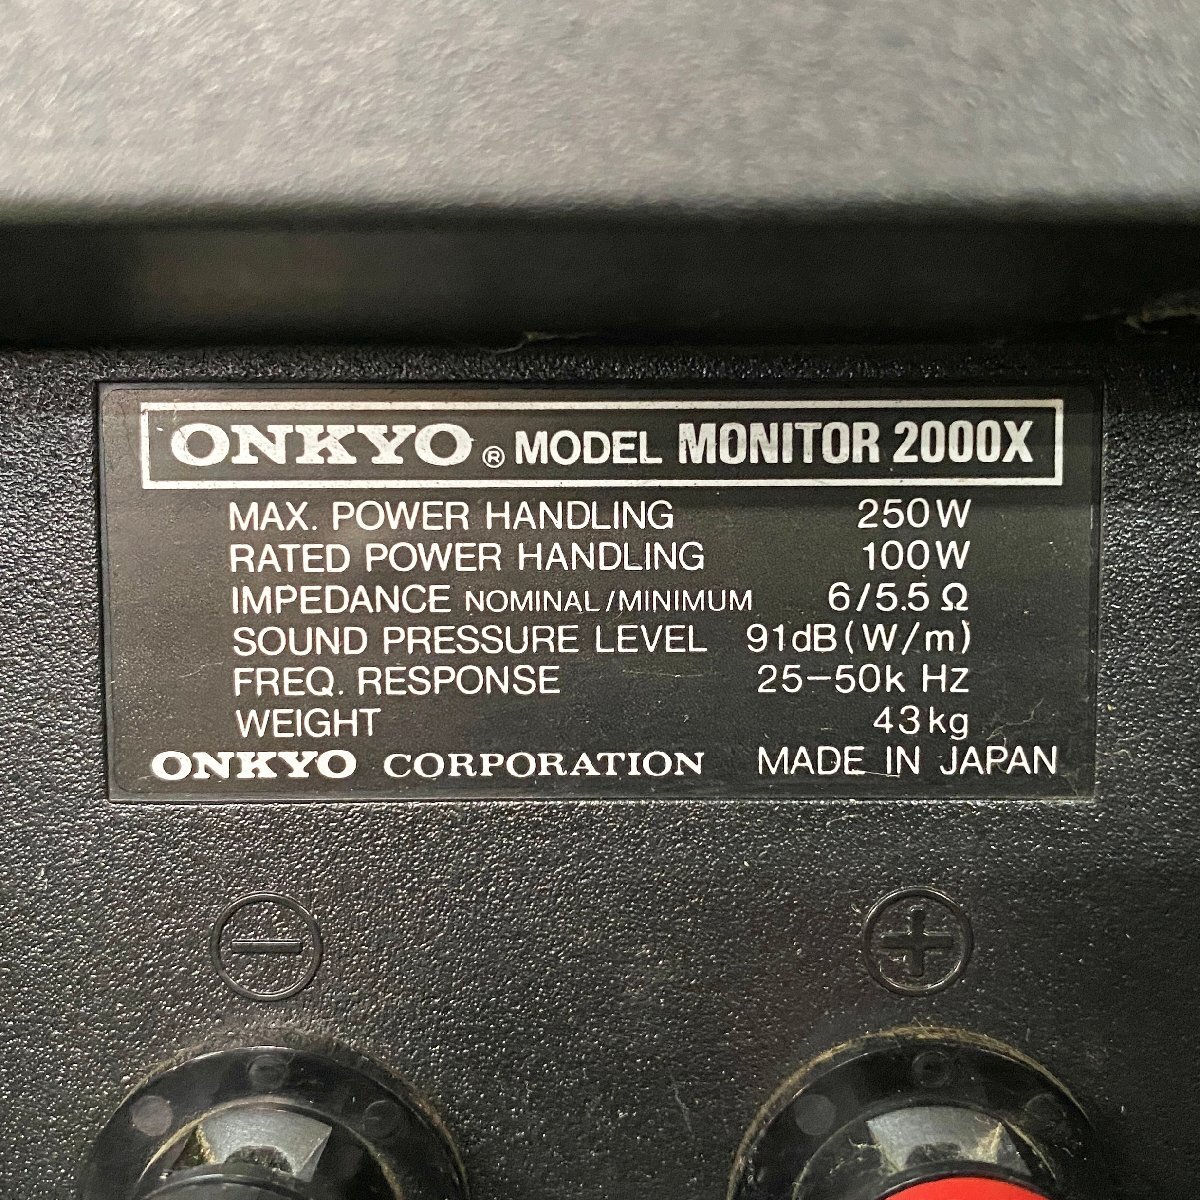 ONKYO® MODEL MONITOR 2000X
MAX. POWER HANDLING 250W
RATED POWER HANDLING 100W
IMPEDANCE NOMINAL/MINIMUM 6/5.5 Ω
SOUND PRESSURE LEVEL 91dB(W/m)
FREQ. RESPONSE 25–50k Hz
WEIGHT 43kg
ONKYO CORPORATION MADE IN JAPAN
− +